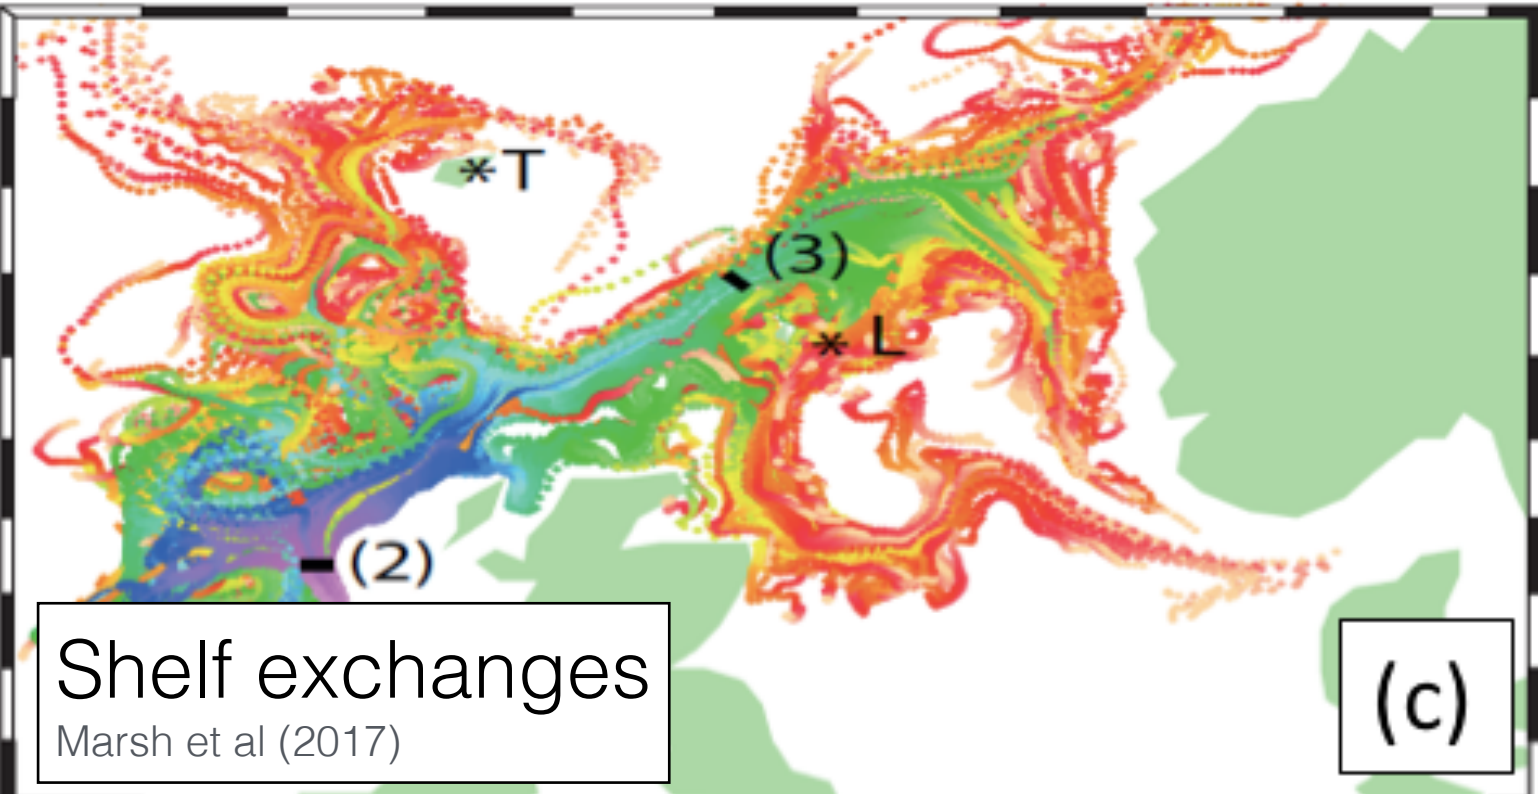 *T
(3)
* L
(2)
Shelf exchanges
Marsh et al (2017)
(c)